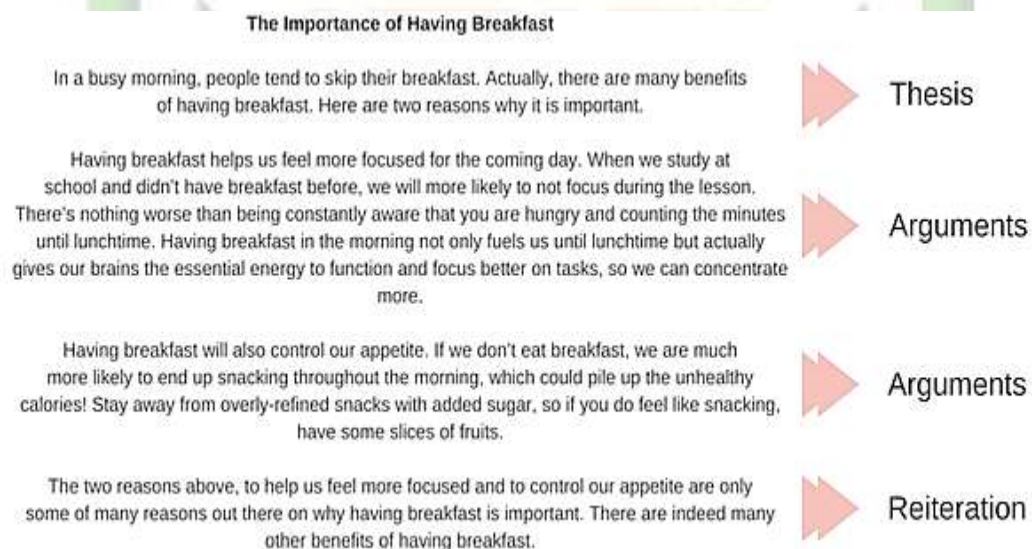 The Importance of Having Breakfast
In a busy morning, people tend to skip their breakfast. Actually, there are many benefits
of having breakfast. Here are two reasons why it is important.
Thesis
Having breakfast helps us feel more focused for the coming day. When we study at
school and didn't have breakfast before, we will more likely to not focus during the lesson.
There's nothing worse than being constantly aware that you are hungry and counting the minutes
until lunchtime. Having breakfast in the morning not only fuels us until lunchtime but actually
gives our brains the essential energy to function and focus better on tasks, so we can concentrate
more.
Arguments
Having breakfast will also control our appetite. If we don't eat breakfast, we are much
more likely to end up snacking throughout the morning, which could pile up the unhealthy
calories! Stay away from overly-refined snacks with added sugar, so if you do feel like snacking,
have some slices of fruits.
Arguments
The two reasons above, to help us feel more focused and to control our appetite are only
some of many reasons out there on why having breakfast is important. There are indeed many
other benefits of having breakfast.
Reiteration